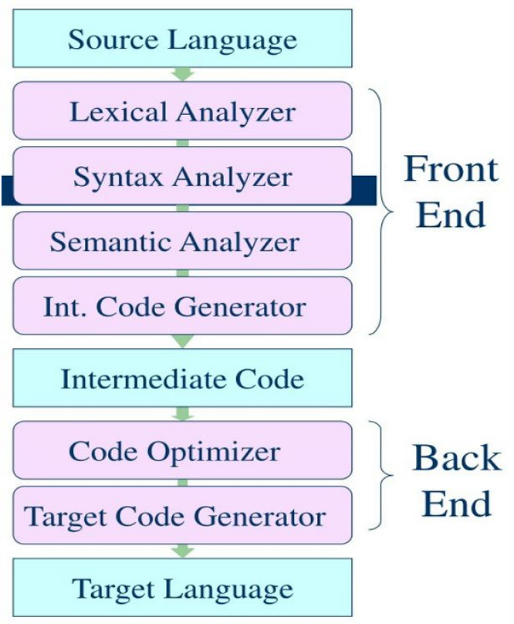 Source Language
Lexical Analyzer
Syntax Analyzer
Semantic Analyzer
Int. Code Generator
Front
End
Intermediate Code
Code Optimizer
Target Code Generator
Back
End
Target Language